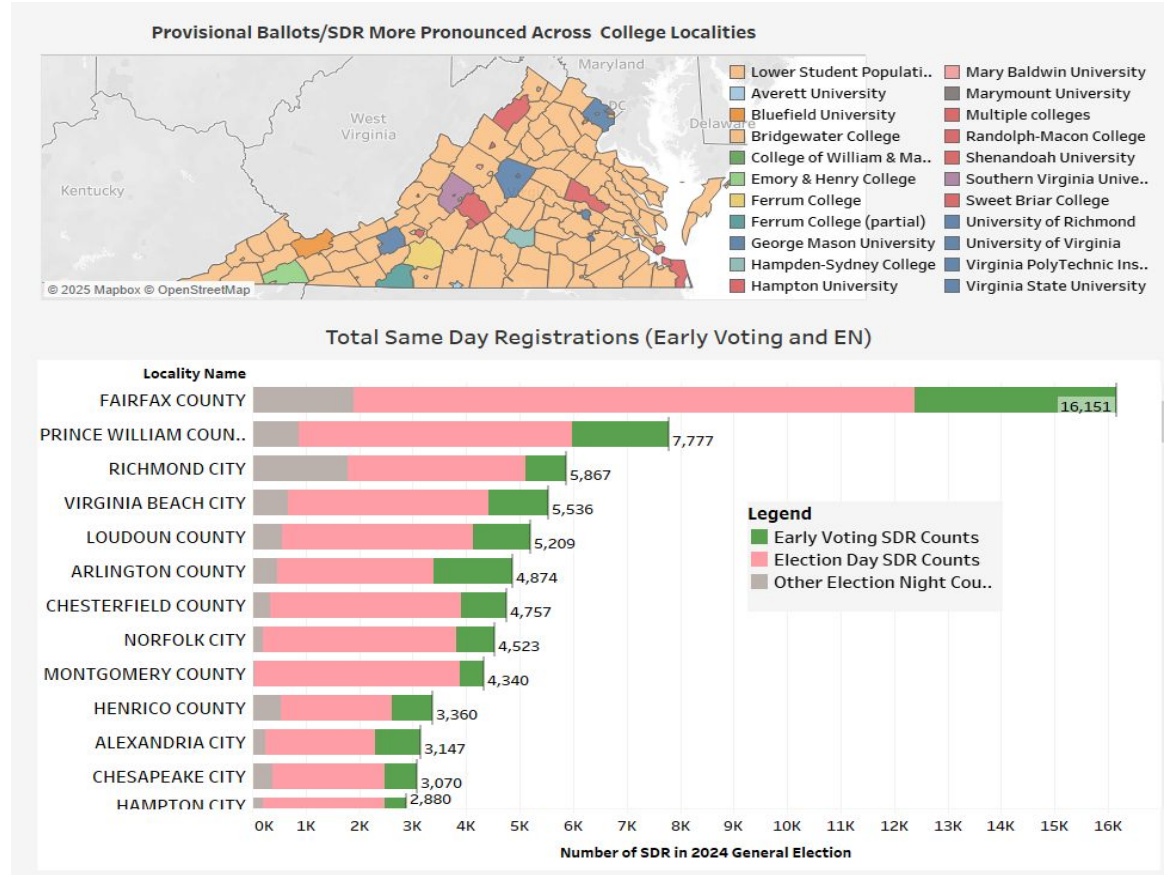 Provisional Ballots/SDR More Pronounced Across College Localities
Maryland
DC
Delaware
West
Virginia
Kentucky
© 2025 Mapbox © OpenStreetMap
Lower Student Populati..
Averett University
Bluefield University
Bridgewater College
College of William & Ma..
Emory & Henry College
Ferrum College
Ferrum College (partial)
George Mason University
Hampden-Sydney College
Hampton University
Mary Baldwin University
Marymount University
Multiple colleges
Randolph-Macon College
Shenandoah University
Southern Virginia Unive..
Sweet Briar College
University of Richmond
University of Virginia
Virginia PolyTechnic Ins..
Virginia State University
Total Same Day Registrations (Early Voting and EN)
Locality Name
FAIRFAX COUNTY 16,151
PRINCE WILLIAM COUN.. 7,777
RICHMOND CITY 5,867
VIRGINIA BEACH CITY 5,536
LOUDOUN COUNTY 5,209
ARLINGTON COUNTY 4,874
CHESTERFIELD COUNTY 4,757
NORFOLK CITY 4,523
MONTGOMERY COUNTY 4,340
HENRICO COUNTY 3,360
ALEXANDRIA CITY 3,147
CHESAPEAKE CITY 3,070
HAMPTON CITY 2,880
Legend
Early Voting SDR Counts
Election Day SDR Counts
Other Election Night Cou..
0K 1K 2K 3K 4K 5K 6K 7K 8K 9K 10K 11K 12K 13K 14K 15K 16K
Number of SDR in 2024 General Election